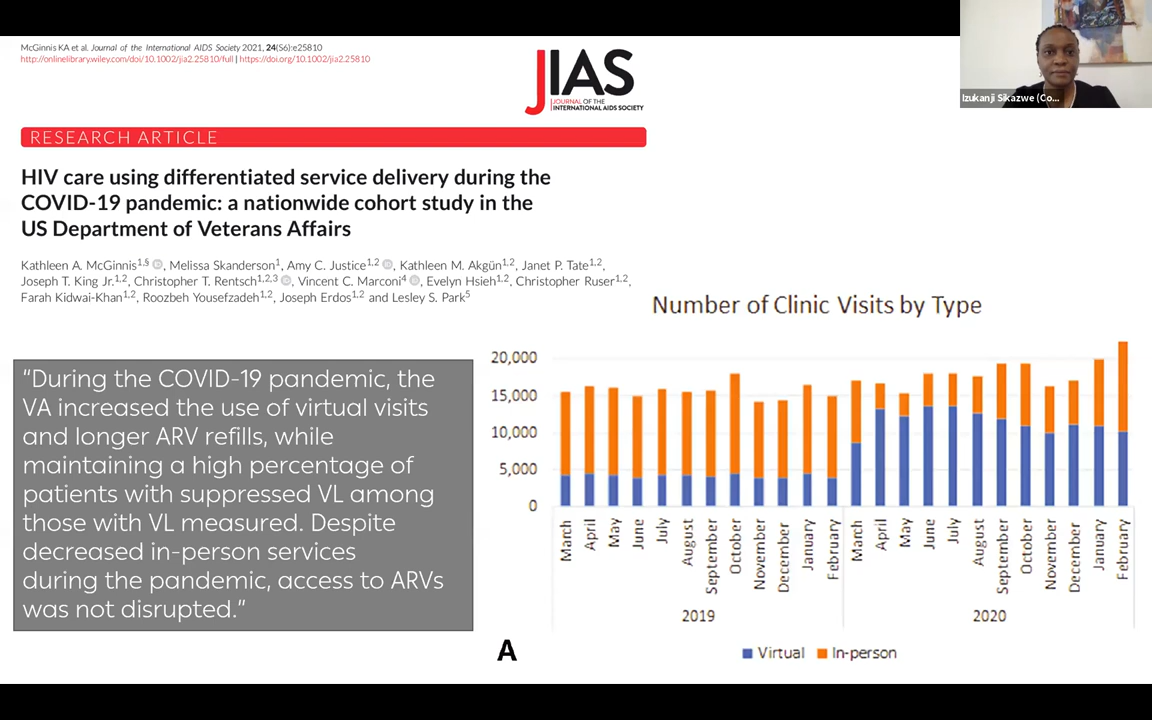 McGinnis KA et al. Journal of the International AIDS Society 2021, 24(S6):e25810
http://onlinelibrary.wiley.com/doi/10.1002/jia2.25810/full | https://doi.org/10.1002/jia2.25810
JIAS
JOURNAL OF THE
INTERNATIONAL AIDS SOCIETY
Izukanji Sikazwe (Co...
RESEARCH ARTICLE
HIV care using differentiated service delivery during the
COVID-19 pandemic: a nationwide cohort study in the
US Department of Veterans Affairs
Kathleen A. McGinnis1,§ iD, Melissa Skanderson1, Amy C. Justice1,2 iD, Kathleen M. Akgün1,2, Janet P. Tate1,2,
Joseph T. King Jr.1,2, Christopher T. Rentsch1,2,3 iD, Vincent C. Marconi4 iD, Evelyn Hsieh1,2, Christopher Ruser1,2,
Farah Kidwai-Khan1,2, Roozbeh Yousefzadeh1,2, Joseph Erdos1,2 and Lesley S. Park5
"During the COVID-19 pandemic, the
VA increased the use of virtual visits
and longer ARV refills, while
maintaining a high percentage of
patients with suppressed VL among
those with VL measured. Despite
decreased in-person services
during the pandemic, access to ARVs
was not disrupted."
Number of Clinic Visits by Type
20,000
15,000
10,000
5,000
0
March
April
May
June
July
August
September
October
November
December
January
February
March
April
May
June
July
August
September
October
November
December
January
February
2019
2020
A
Virtual
In-person